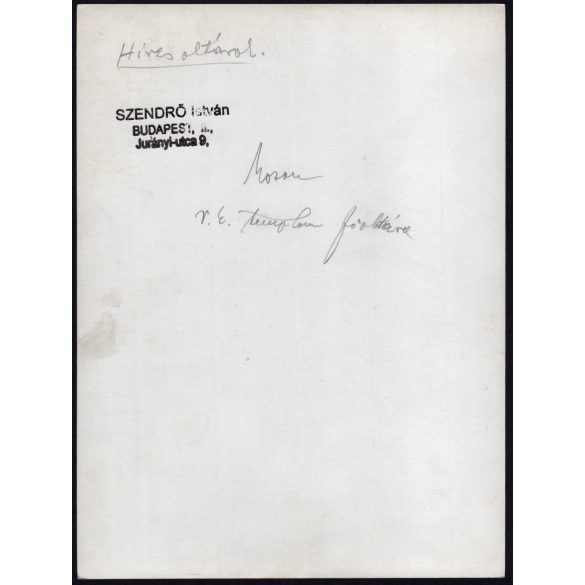 Híres oltárok.
SZENDRŐ István
BUDAPEST, II.,
Jurányi-utca 9,
Moson
r. k. templom főoltára